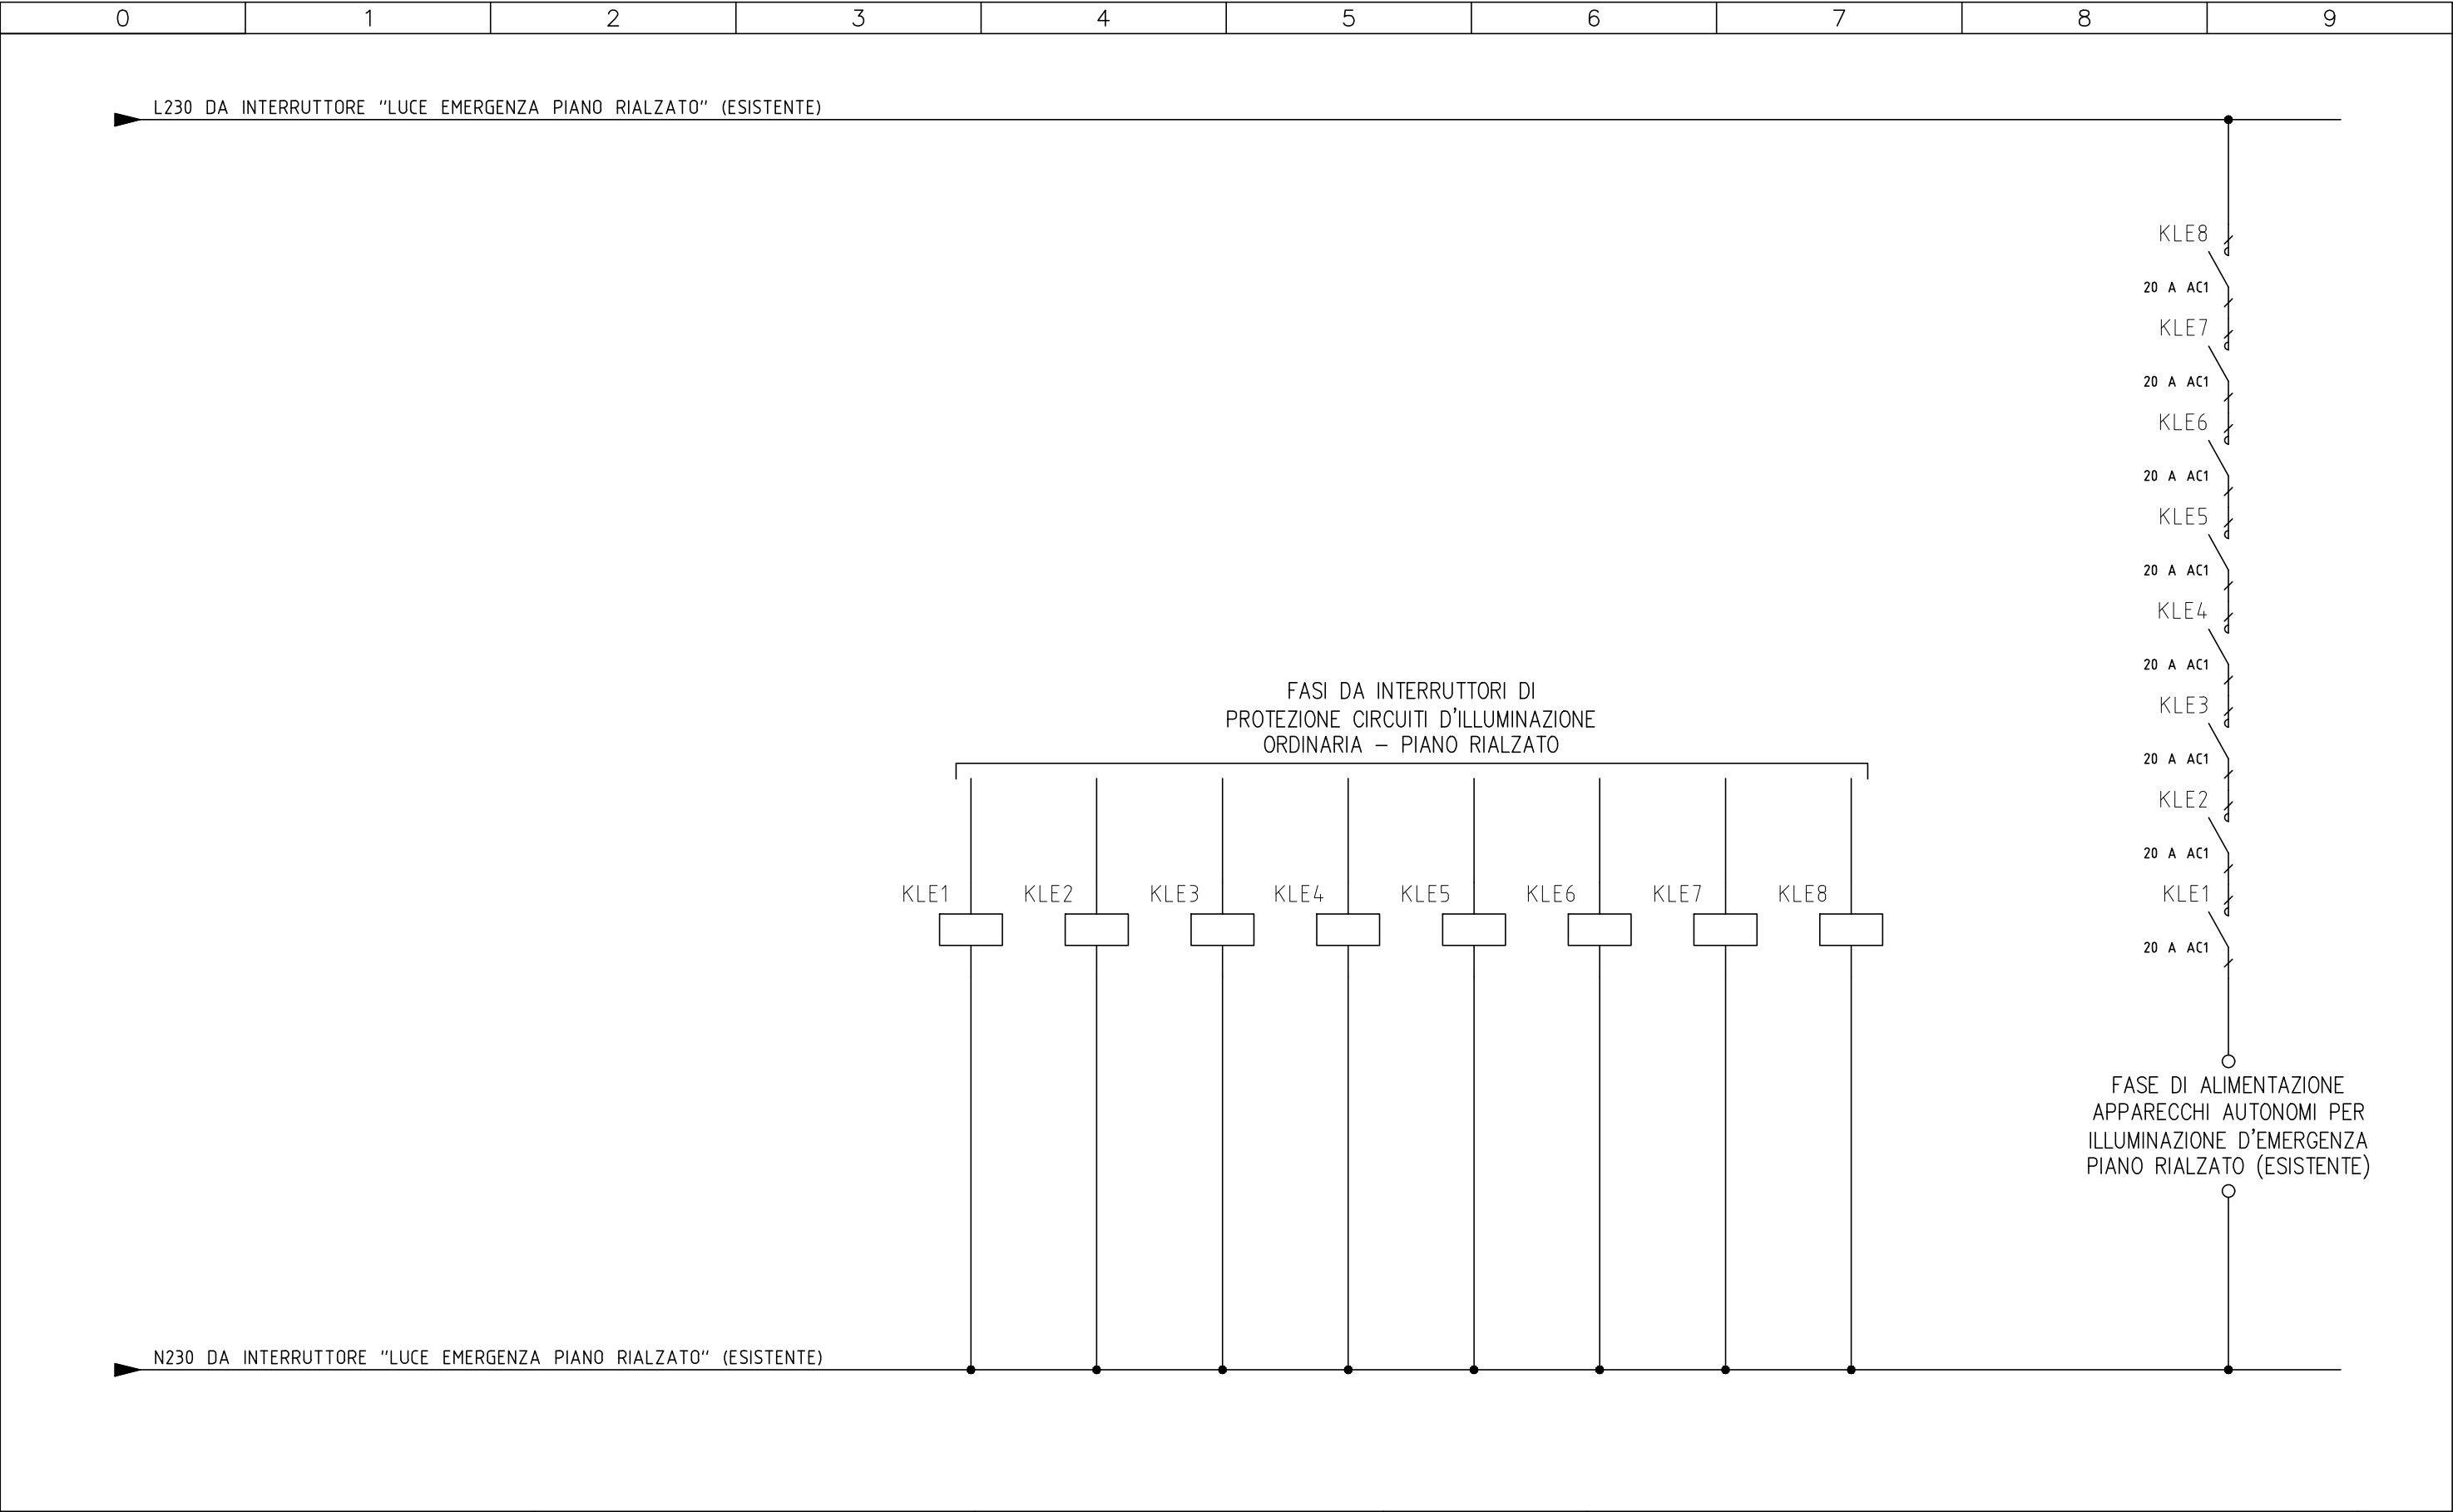 0 1 2 3 4 5 6 7 8 9
L230 DA INTERRUTTORE "LUCE EMERGENZA PIANO RIALZATO" (ESISTENTE)
KLE8
20 A AC1
KLE7
20 A AC1
KLE6
20 A AC1
KLE5
20 A AC1
KLE4
20 A AC1
KLE3
20 A AC1
KLE2
20 A AC1
KLE1
20 A AC1
FASI DA INTERRUTTORI DI
PROTEZIONE CIRCUITI D'ILLUMINAZIONE
ORDINARIA – PIANO RIALZATO
KLE1 KLE2 KLE3 KLE4 KLE5 KLE6 KLE7 KLE8
FASE DI ALIMENTAZIONE
APPARECCHI AUTONOMI PER
ILLUMINAZIONE D'EMERGENZA
PIANO RIALZATO (ESISTENTE)
N230 DA INTERRUTTORE "LUCE EMERGENZA PIANO RIALZATO" (ESISTENTE)